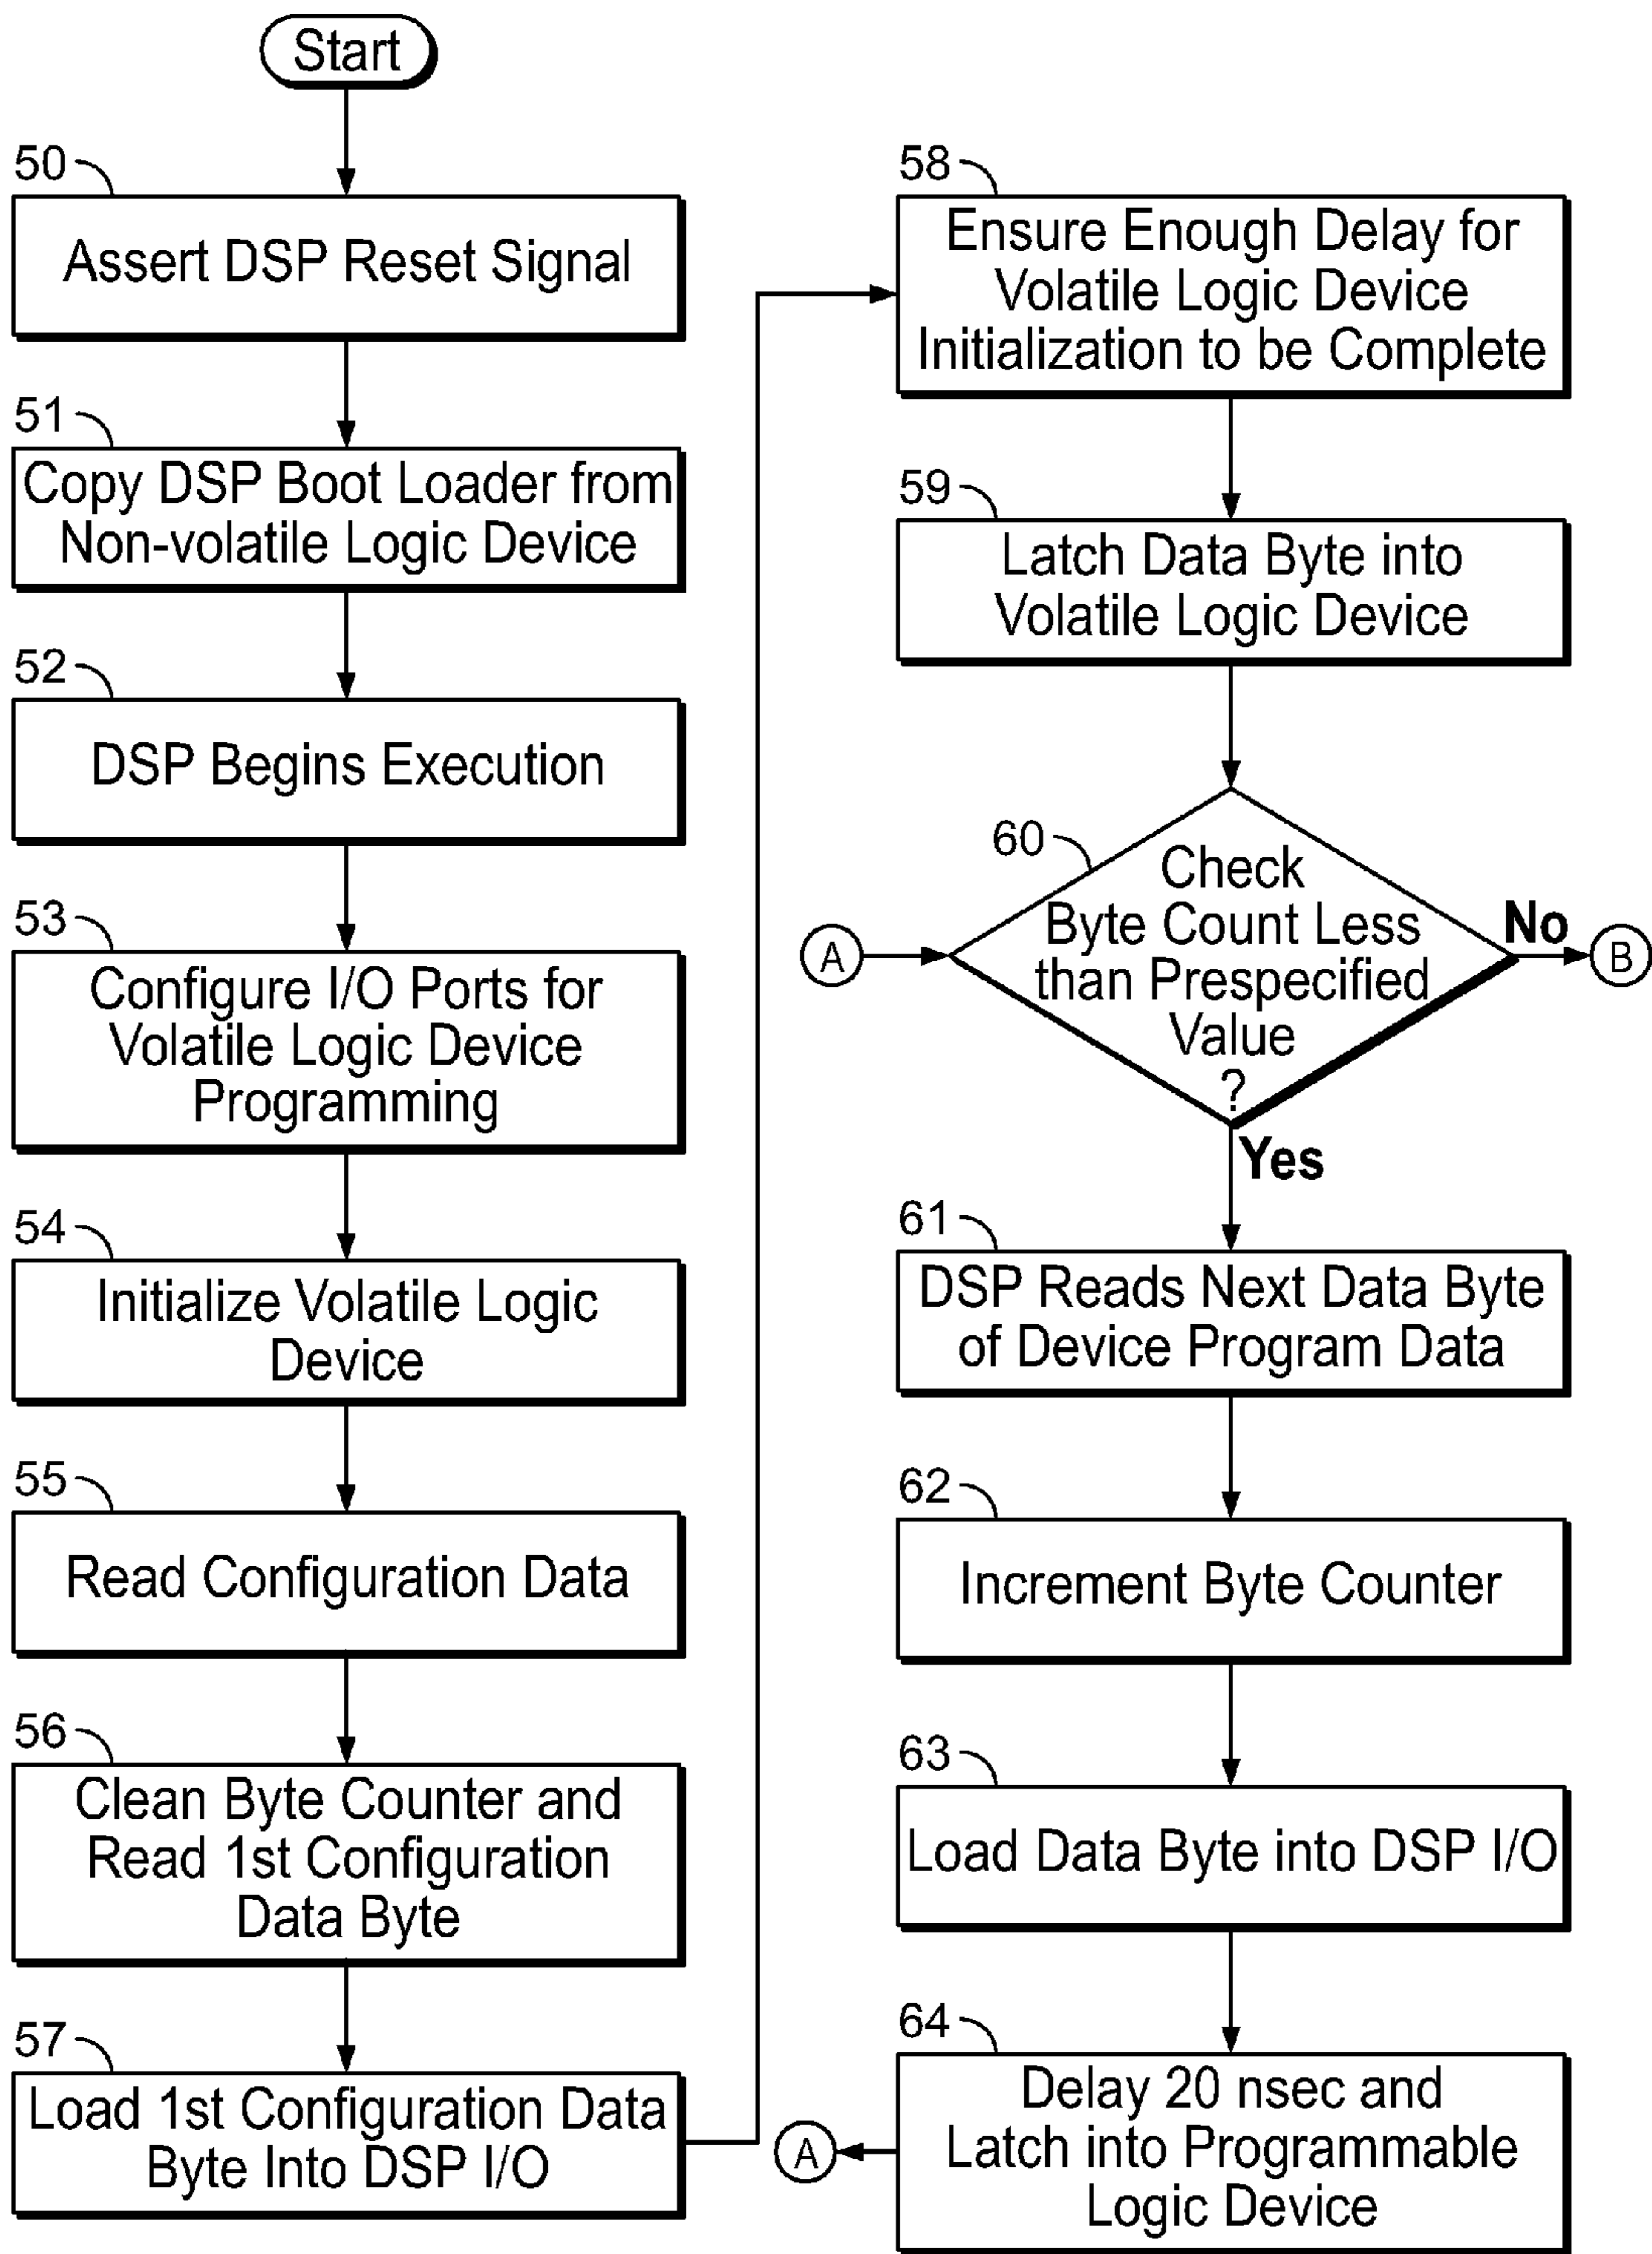 Start
50
Assert DSP Reset Signal
51
Copy DSP Boot Loader from
Non-volatile Logic Device
52
DSP Begins Execution
53
Configure I/O Ports for
Volatile Logic Device
Programming
54
Initialize Volatile Logic
Device
55
Read Configuration Data
56
Clean Byte Counter and
Read 1st Configuration
Data Byte
57
Load 1st Configuration Data
Byte Into DSP I/O
58
Ensure Enough Delay for
Volatile Logic Device
Initialization to be Complete
59
Latch Data Byte into
Volatile Logic Device
60
Check
Byte Count Less
than Prespecified
Value
?
A
No
B
Yes
61
DSP Reads Next Data Byte
of Device Program Data
62
Increment Byte Counter
63
Load Data Byte into DSP I/O
64
Delay 20 nsec and
Latch into Programmable
Logic Device
A